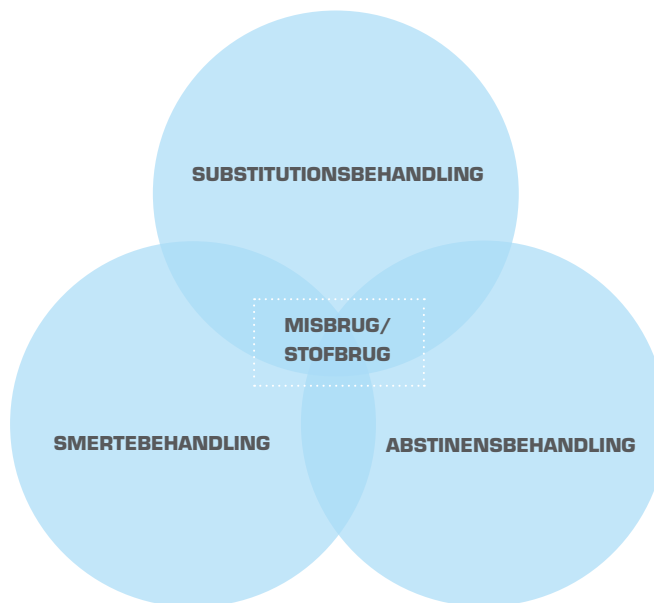 SUBSTITUTIONSBEHANDLING
MISBRUG/
STOFBRUG
SMERTEBEHANDLING
ABSTINENSBEHANDLING